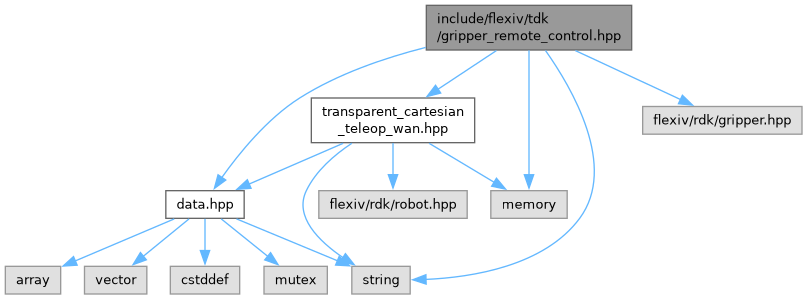 include/flexiv/tdk
/gripper_remote_control.hpp
transparent_cartesian
_teleop_wan.hpp
flexiv/rdk/gripper.hpp
data.hpp
flexiv/rdk/robot.hpp
memory
array
vector
cstddef
mutex
string